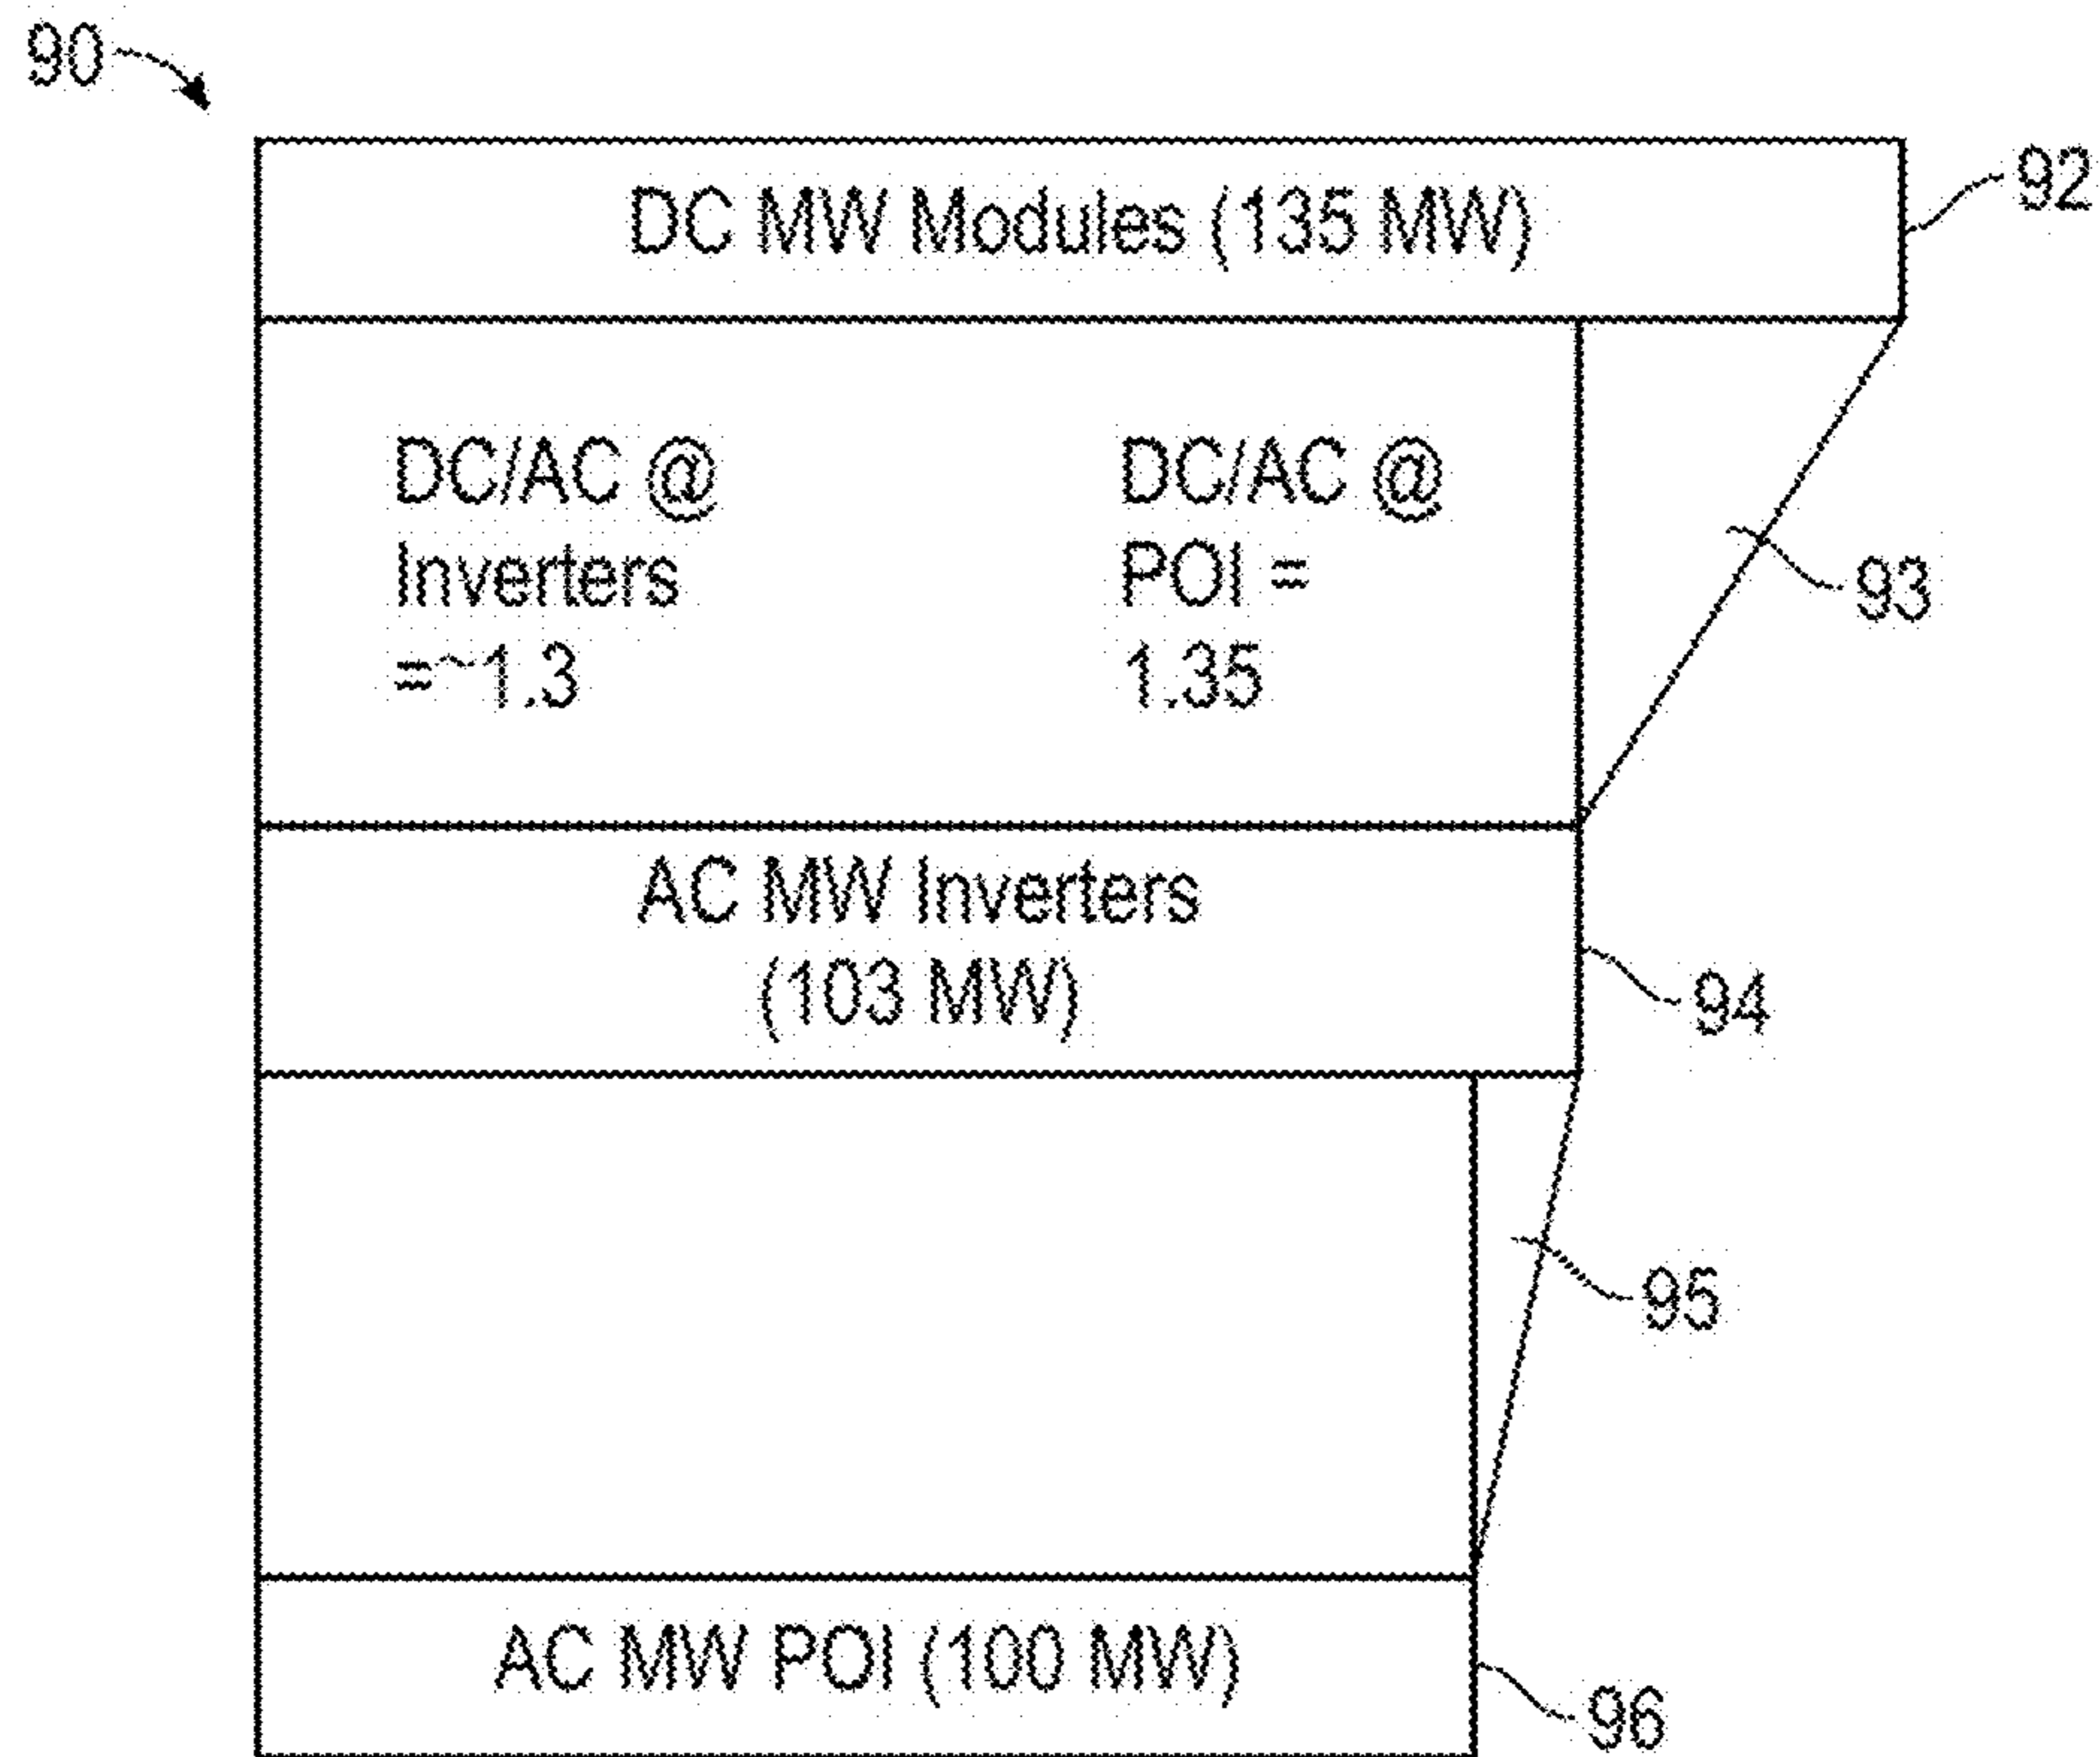 90
DC MW Modules (135 MW)
92
DC/AC @
Inverters
=~1.3
DC/AC @
POI =
1.35
93
AC MW Inverters
(103 MW)
94
95
AC MW POI (100 MW)
96